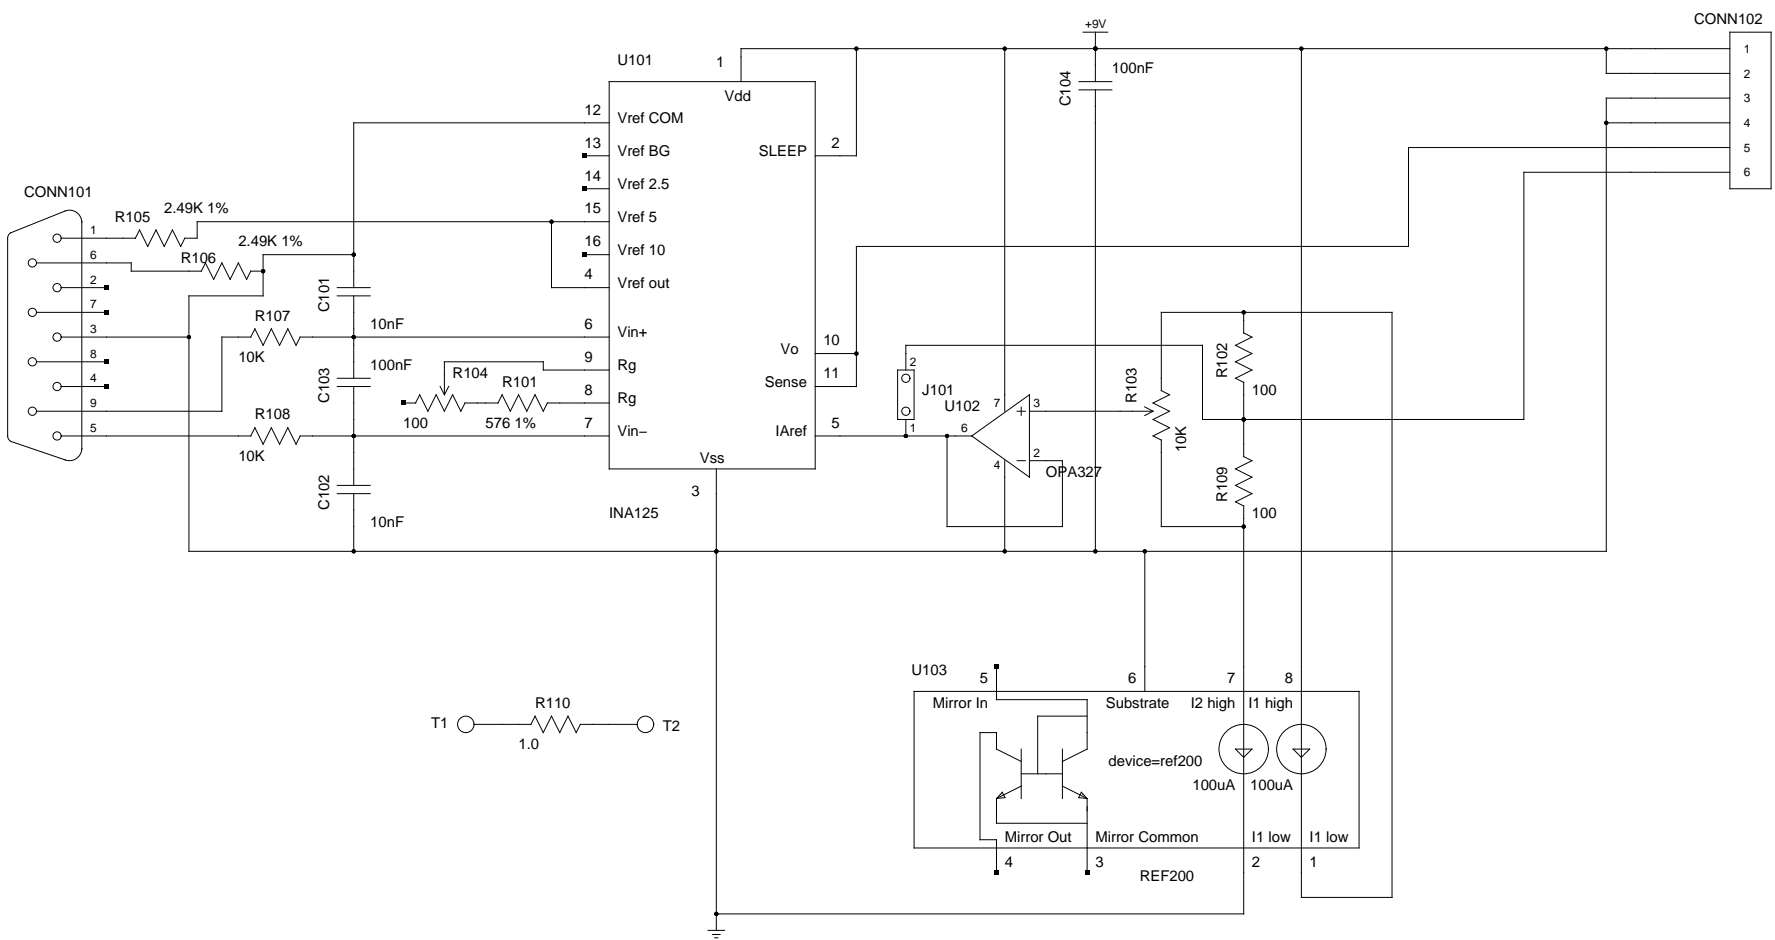 CONN102
+9V
1
2
3
4
5
6
U101
1
Vdd
C104
100nF
12
Vref COM
13
Vref BG
SLEEP
2
14
Vref 2.5
15
Vref 5
16
Vref 10
4
Vref out
6
Vin+
9
Rg
8
Rg
7
Vin−
Vo
10
Sense
11
IAref
5
Vss
3
INA125
CONN101
1
6
2
7
3
8
4
9
5
R105
2.49K 1%
R106
2.49K 1%
C101
10nF
R107
10K
C103
100nF
R108
10K
C102
10nF
R104
100
R101
576 1%
J101
2
1
U102
7
3
6
2
4
+
−
OPA327
R103
10K
R102
100
R109
100
R110
T1
T2
1.0
U103
5
6
7
8
Mirror In
Substrate
I2 high
I1 high
device=ref200
100uA
100uA
Mirror Out
Mirror Common
I1 low
I1 low
4
3
2
1
REF200